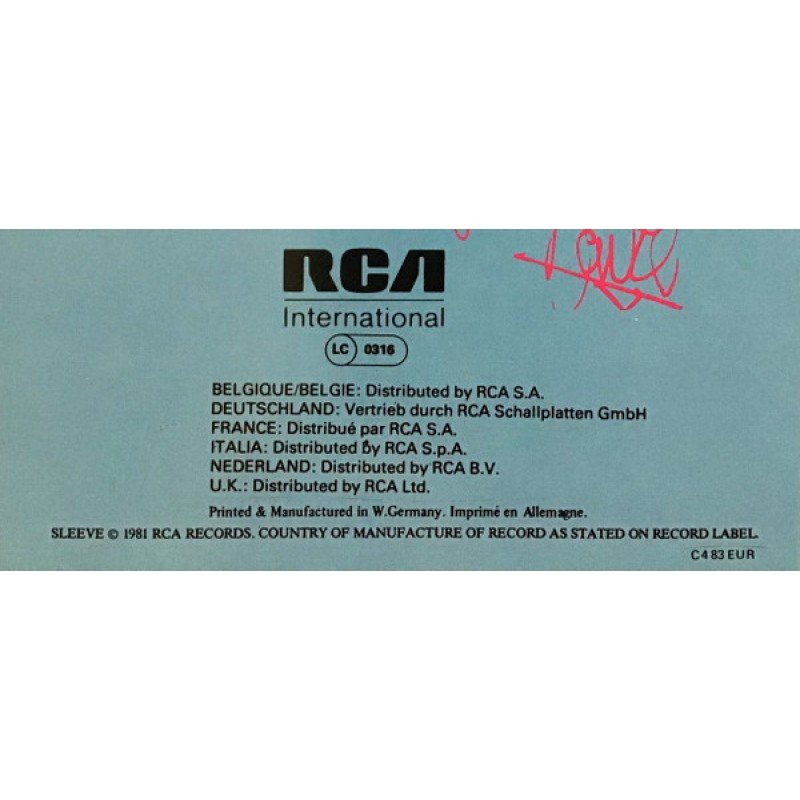 RCA
International
LC 0316
BELGIQUE/BELGIE: Distributed by RCA S.A.
DEUTSCHLAND: Vertrieb durch RCA Schallplatten GmbH
FRANCE: Distribué par RCA S.A.
ITALIA: Distributed by RCA S.p.A.
NEDERLAND: Distributed by RCA B.V.
U.K.: Distributed by RCA Ltd.
Printed & Manufactured in W.Germany. Imprimé en Allemagne.
SLEEVE © 1981 RCA RECORDS. COUNTRY OF MANUFACTURE OF RECORD AS STATED ON RECORD LABEL.
C4 83 EUR